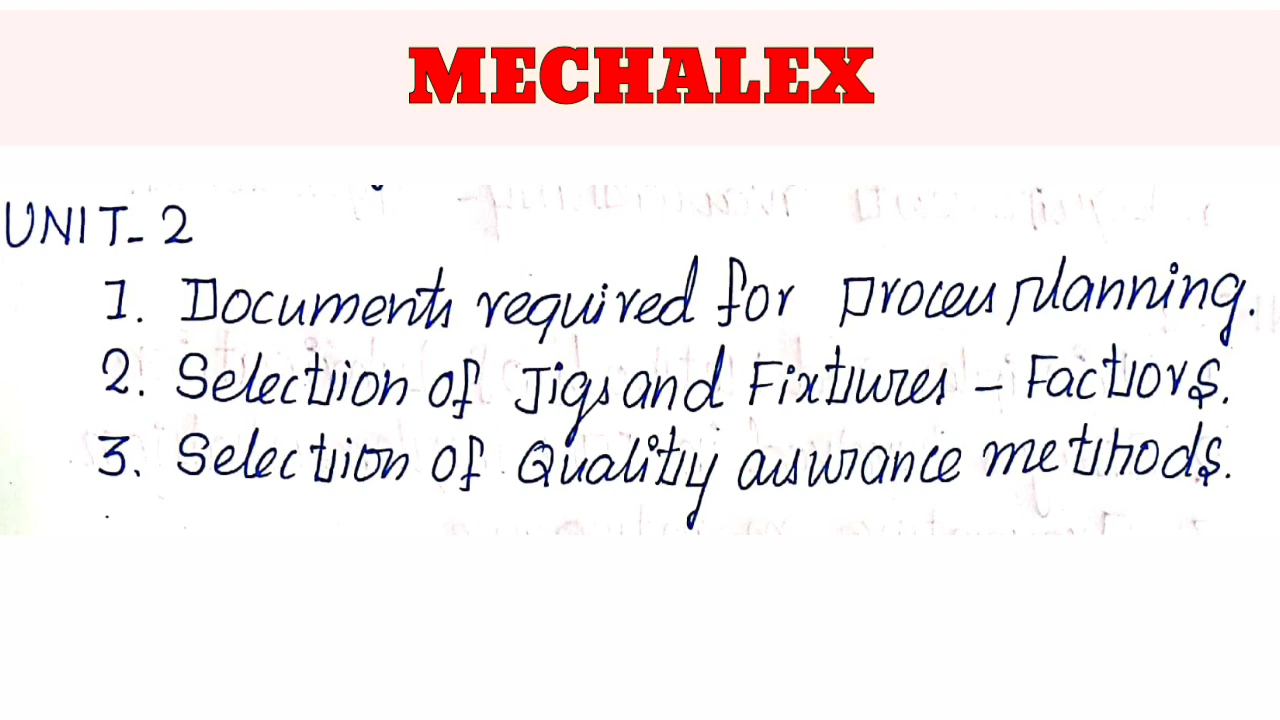 MECHALEX
UNIT-2
1. Documents required for process planning.
2. Selection of Jigs and Fixtures - Factors.
3. Selection of Quality assurance methods.